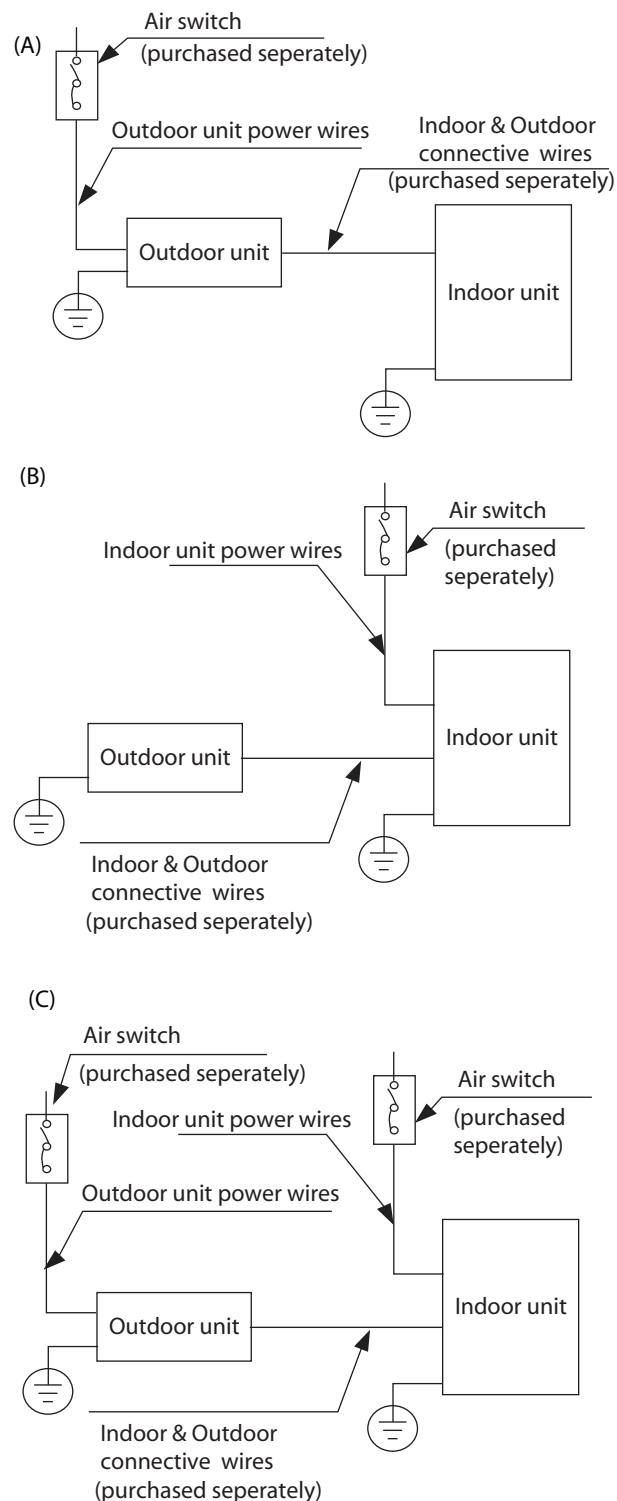 (A)
Air switch
(purchased seperately)
Outdoor unit power wires
Indoor & Outdoor
connective wires
(purchased seperately)
Outdoor unit
Indoor unit
(B)
Air switch
(purchased
seperately)
Indoor unit power wires
Outdoor unit
Indoor unit
Indoor & Outdoor
connective wires
(purchased seperately)
(C)
Air switch
(purchased seperately)
Air switch
(purchased
seperately)
Indoor unit power wires
Outdoor unit power wires
Outdoor unit
Indoor unit
Indoor & Outdoor
connective wires
(purchased seperately)